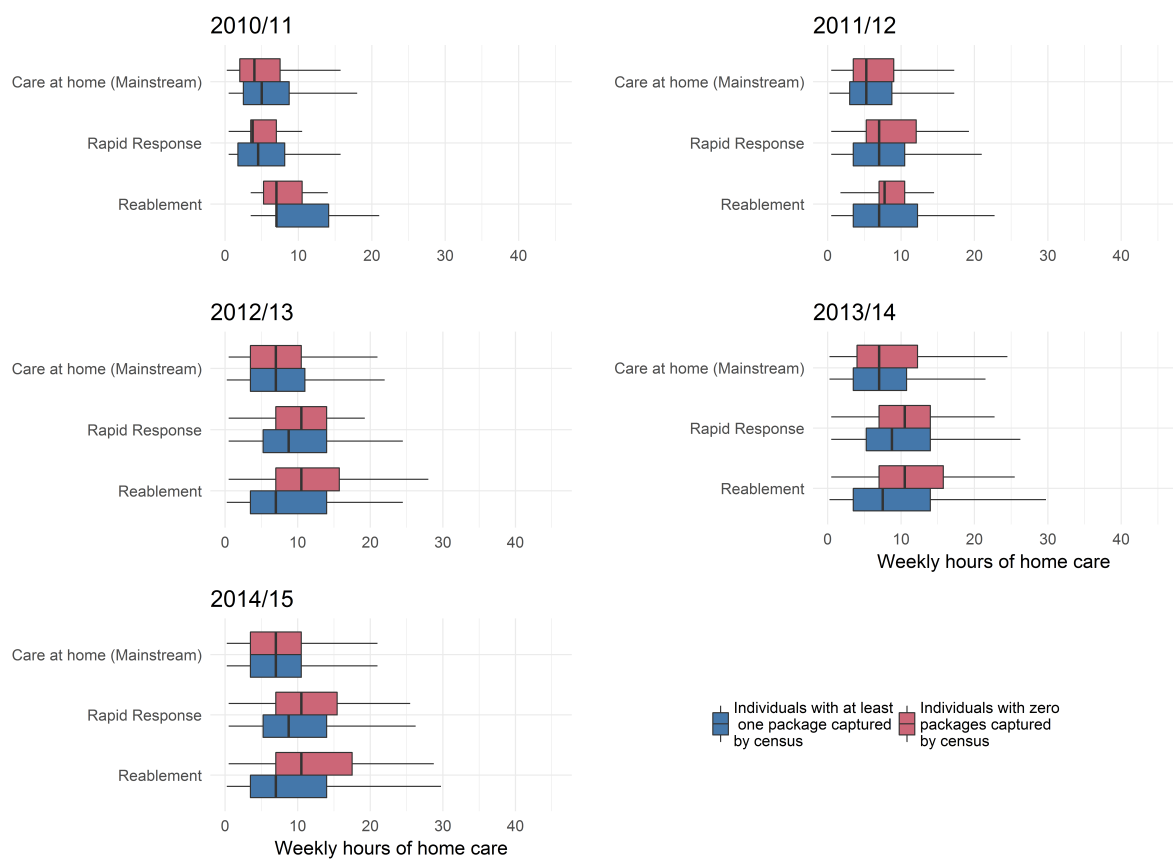 2010/11
Care at home (Mainstream)
Rapid Response
Reablement
0 10 20 30 40
2011/12
Care at home (Mainstream)
Rapid Response
Reablement
0 10 20 30 40
2012/13
Care at home (Mainstream)
Rapid Response
Reablement
0 10 20 30 40
2013/14
Care at home (Mainstream)
Rapid Response
Reablement
0 10 20 30 40
Weekly hours of home care
2014/15
Care at home (Mainstream)
Rapid Response
Reablement
0 10 20 30 40
Weekly hours of home care
Individuals with at least
one package captured
by census
Individuals with zero
packages captured
by census